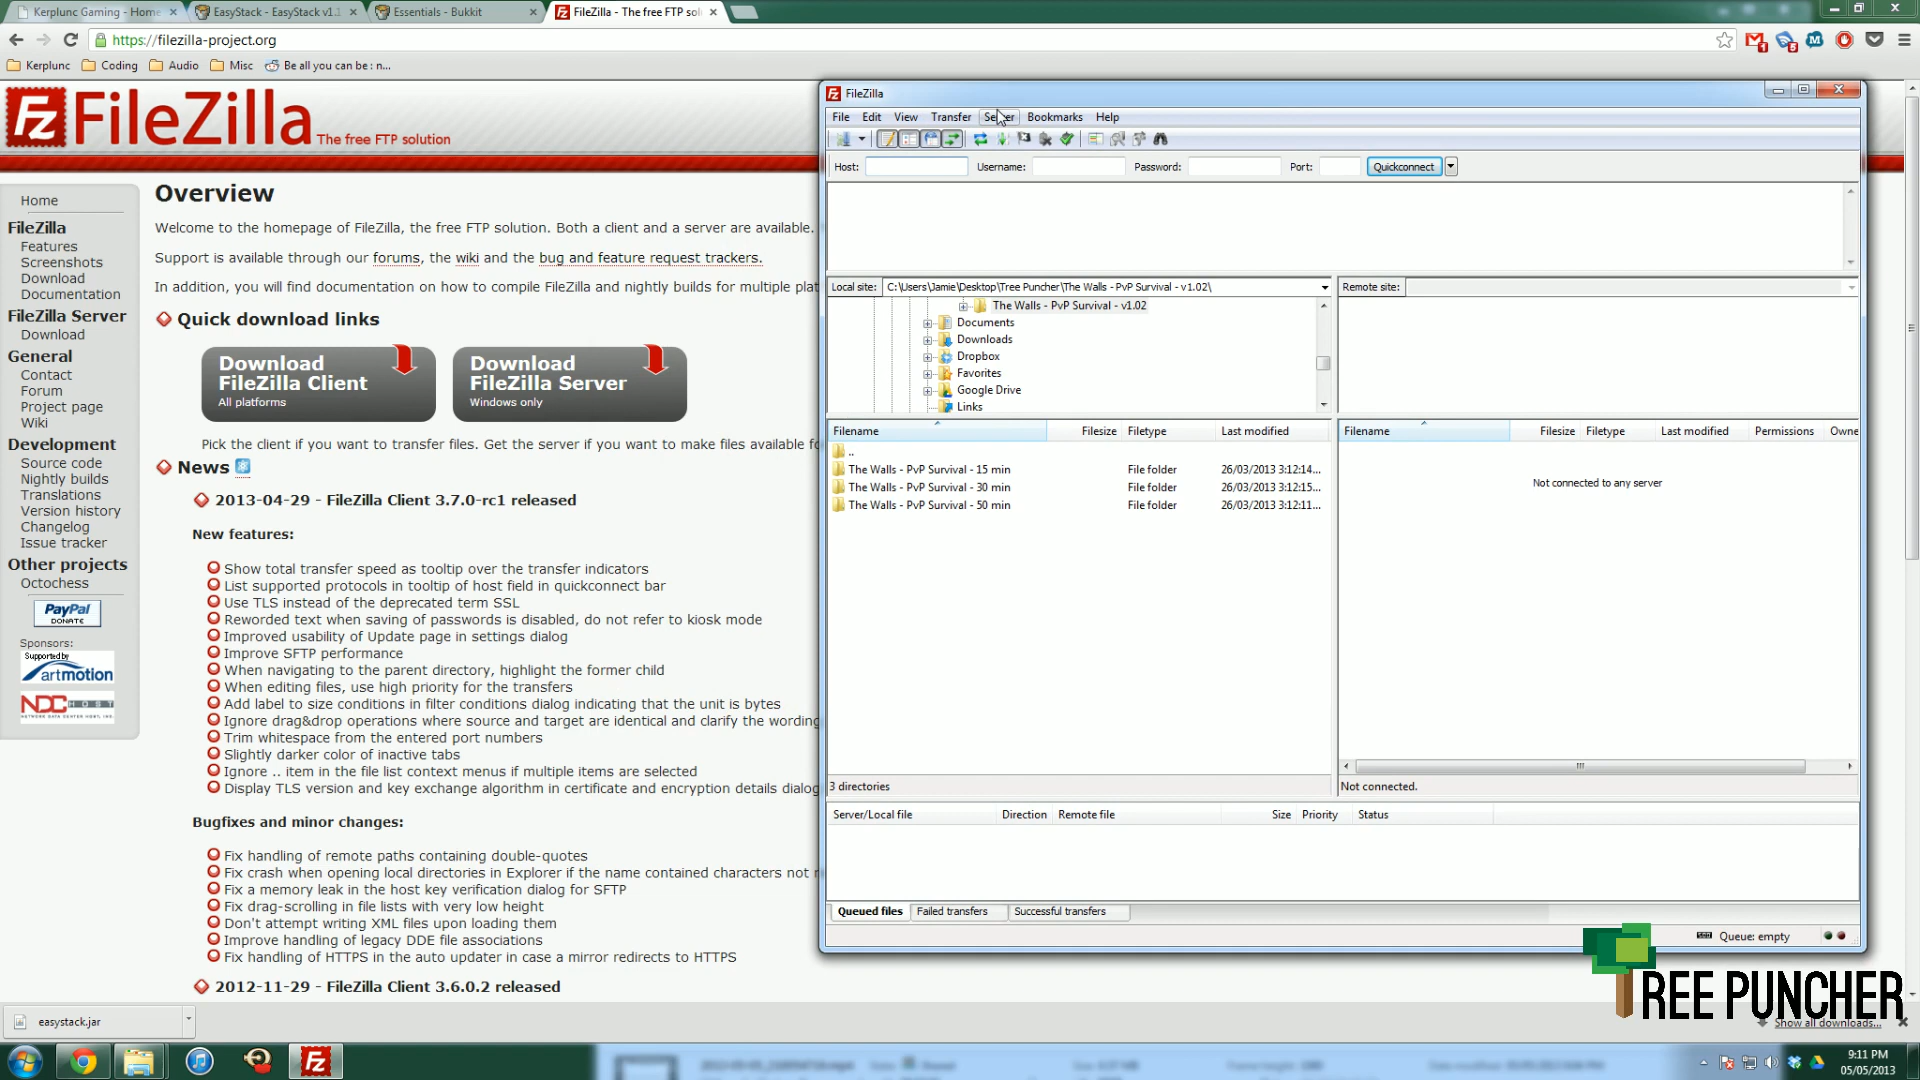 Kerplunc Gaming - Home
EasyStack - EasyStack v1.1
Essentials - Bukkit
FileZilla - The free FTP sol
https://filezilla-project.org
Kerplunc
Coding
Audio
Misc
Be all you can be : n...
FileZilla The free FTP solution
Home
FileZilla
Features
Screenshots
Download
Documentation
FileZilla Server
Download
General
Contact
Forum
Project page
Wiki
Development
Source code
Nightly builds
Translations
Version history
Changelog
Issue tracker
Other projects
Octochess
PayPal
DONATE
Sponsors:
Supported by
artmotion
NDC HOST
Overview
Welcome to the homepage of FileZilla, the free FTP solution. Both a client and a server are available.
Support is available through our forums, the wiki and the bug and feature request trackers.
In addition, you will find documentation on how to compile FileZilla and nightly builds for multiple plat
Quick download links
Download
FileZilla Client
All platforms
Download
FileZilla Server
Windows only
Pick the client if you want to transfer files. Get the server if you want to make files available fo
News
2013-04-29 - FileZilla Client 3.7.0-rc1 released
New features:
Show total transfer speed as tooltip over the transfer indicators
List supported protocols in tooltip of host field in quickconnect bar
Use TLS instead of the deprecated term SSL
Reworded text when saving of passwords is disabled, do not refer to kiosk mode
Improved usability of Update page in settings dialog
Improve SFTP performance
When navigating to the parent directory, highlight the former child
When editing files, use high priority for the transfers
Add label to size conditions in filter conditions dialog indicating that the unit is bytes
Ignore drag&drop operations where source and target are identical and clarify the wording
Trim whitespace from the entered port numbers
Slightly darker color of inactive tabs
Ignore .. item in the file list context menus if multiple items are selected
Display TLS version and key exchange algorithm in certificate and encryption details dialog
Bugfixes and minor changes:
Fix handling of remote paths containing double-quotes
Fix crash when opening local directories in Explorer if the name contained characters not r
Fix a memory leak in the host key verification dialog for SFTP
Fix drag-scrolling in file lists with very low height
Don't attempt writing XML files upon loading them
Improve handling of legacy DDE file associations
Fix handling of HTTPS in the auto updater in case a mirror redirects to HTTPS
2012-11-29 - FileZilla Client 3.6.0.2 released
FileZilla
File Edit View Transfer Server Bookmarks Help
Host: Username: Password: Port: Quickconnect
Local site: C:\Users\Jamie\Desktop\Tree Puncher\The Walls - PvP Survival - v1.02\
The Walls - PvP Survival - v1.02
Documents
Downloads
Dropbox
Favorites
Google Drive
Links
Filename Filesize Filetype Last modified
..
The Walls - PvP Survival - 15 min File folder 26/03/2013 3:12:14...
The Walls - PvP Survival - 30 min File folder 26/03/2013 3:12:15...
The Walls - PvP Survival - 50 min File folder 26/03/2013 3:12:11...
3 directories
Remote site:
Filename Filesize Filetype Last modified Permissions Owne
Not connected to any server
Not connected.
Server/Local file Direction Remote file Size Priority Status
Queued files Failed transfers Successful transfers
Queue: empty
REE PUNCHER
easystack.jar
Show all downloads...
9:11 PM
05/05/2013